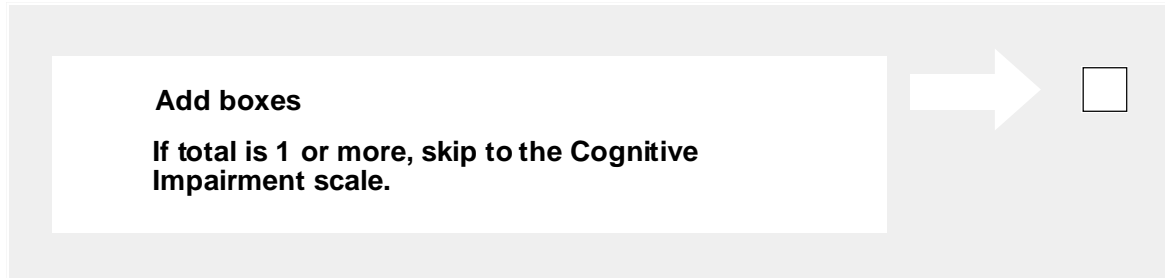 Add boxes
If total is 1 or more, skip to the Cognitive
Impairment scale.